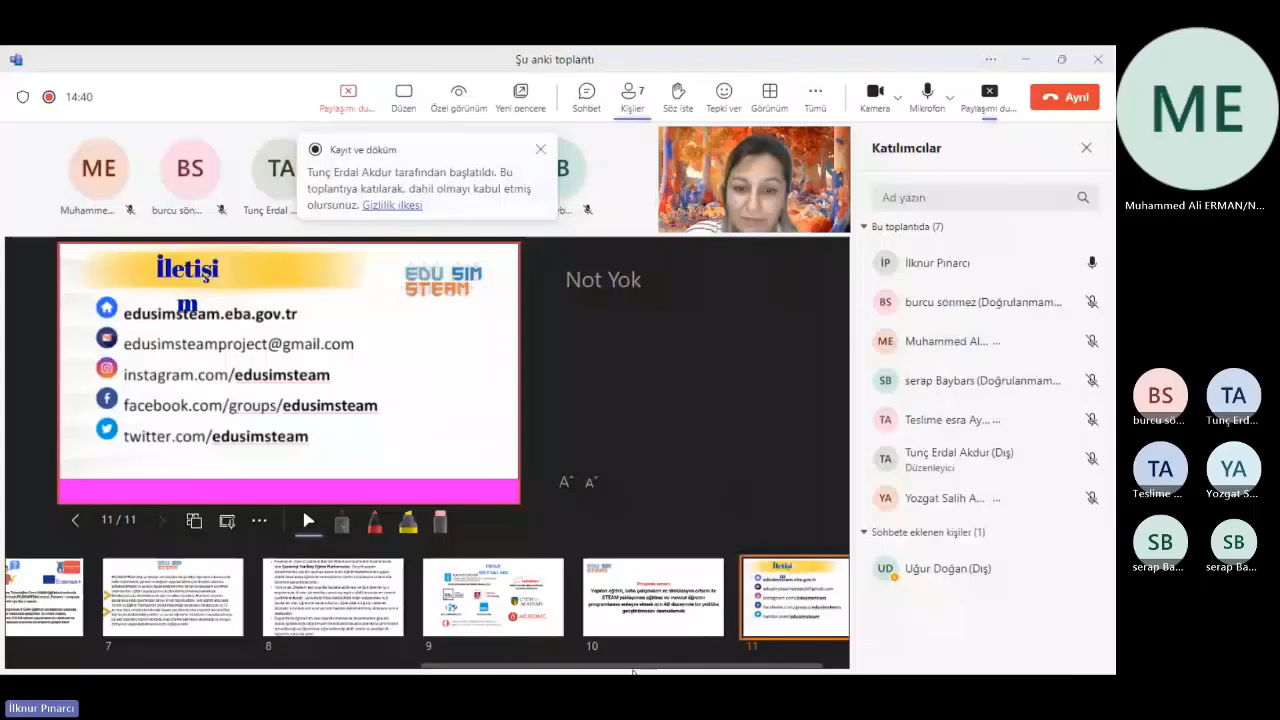 Şu anki toplantı
14:40
Paylaşımı du...
Düzen
Özel görünüm
Yeni pencere
Sohbet
Kişiler
7
Söz iste
Tepki ver
Görünüm
Tümü
Kamera
Mikrofon
Paylaşımı du...
Ayrıl
ME
Muhammed Ali ERMAN/N...
ME
Muhamme...
BS
burcu sön...
TA
Tunç Erdal ...
B
Kayıt ve döküm
Tunç Erdal Akdur tarafından başlatıldı. Bu
toplantıya katılarak, dahil olmayı kabul etmiş
olursunuz. Gizlilik ilkesi
Katılımcılar
Ad yazın
Bu toplantıda (7)
İP İlknur Pınarcı
BS burcu sönmez (Doğrulanmam...
ME Muhammed Al... ...
SB serap Baybars (Doğrulanmam...
TA Teslime esra Ay... ...
TA Tunç Erdal Akdur (Dış)
Düzenleyici
YA Yozgat Salih A... ...
Sohbete eklenen kişiler (1)
UD Uğur Doğan (Dış)
İletişi
m
EDU SIM
STEAM
edusimsteam.eba.gov.tr
edusimsteamproject@gmail.com
instagram.com/edusimsteam
facebook.com/groups/edusimsteam
twitter.com/edusimsteam
Not Yok
11 / 11
7
8
9
10
11
BS
burcu sö...
TA
Tunç Erd...
TA
Teslime ...
YA
Yozgat S...
SB
serap Ba...
SB
serap Ba...
İlknur Pınarcı